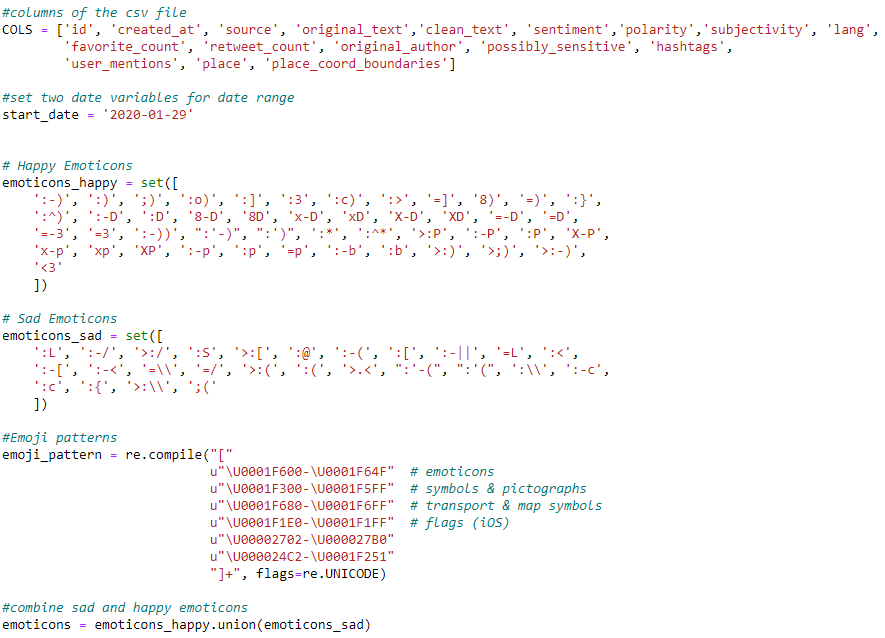 #columns of the csv file
COLS = ['id', 'created_at', 'source', 'original_text','clean_text', 'sentiment','polarity','subjectivity', 'lang',
        'favorite_count', 'retweet_count', 'original_author', 'possibly_sensitive', 'hashtags',
        'user_mentions', 'place', 'place_coord_boundaries']
#set two date variables for date range
start_date = '2020-01-29'
# Happy Emoticons
emoticons_happy = set([
    ':-)', ':)', ';)', ':o)', ':]', ':3', ':c)', ':>', '=]', '8)', '=)', ':}',
    ':^)', ':-D', ':D', '8-D', '8D', 'x-D', 'xD', 'X-D', 'XD', '=-D', '=D',
    '=-3', '=3', ':-))', ":'-)", ":')", ':*', ':^*', '>:P', ':-P', ':P', 'X-P',
    'x-p', 'xp', 'XP', ':-p', ':p', '=p', ':-b', ':b', '>:)', '>;)', '>:-)',
    '<3'
    ])
# Sad Emoticons
emoticons_sad = set([
    ':L', ':-/', '>:/', ':S', '>:[', ':@', ':-(', ':[', ':-||', '=L', ':<',
    ':-[', ':-<', '=\\', '=/', '>:(', ':(', '>.<', ":'-(", ":'(", ':\\', ':-c',
    ':c', ':{', '>:\\', ';('
    ])
#Emoji patterns
emoji_pattern = re.compile("["
                           u"\U0001F600-\U0001F64F"  # emoticons
                           u"\U0001F300-\U0001F5FF"  # symbols & pictographs
                           u"\U0001F680-\U0001F6FF"  # transport & map symbols
                           u"\U0001F1E0-\U0001F1FF"  # flags (iOS)
                           u"\U00002702-\U000027B0"
                           u"\U000024C2-\U0001F251"
                           "]+", flags=re.UNICODE)
#combine sad and happy emoticons
emoticons = emoticons_happy.union(emoticons_sad)